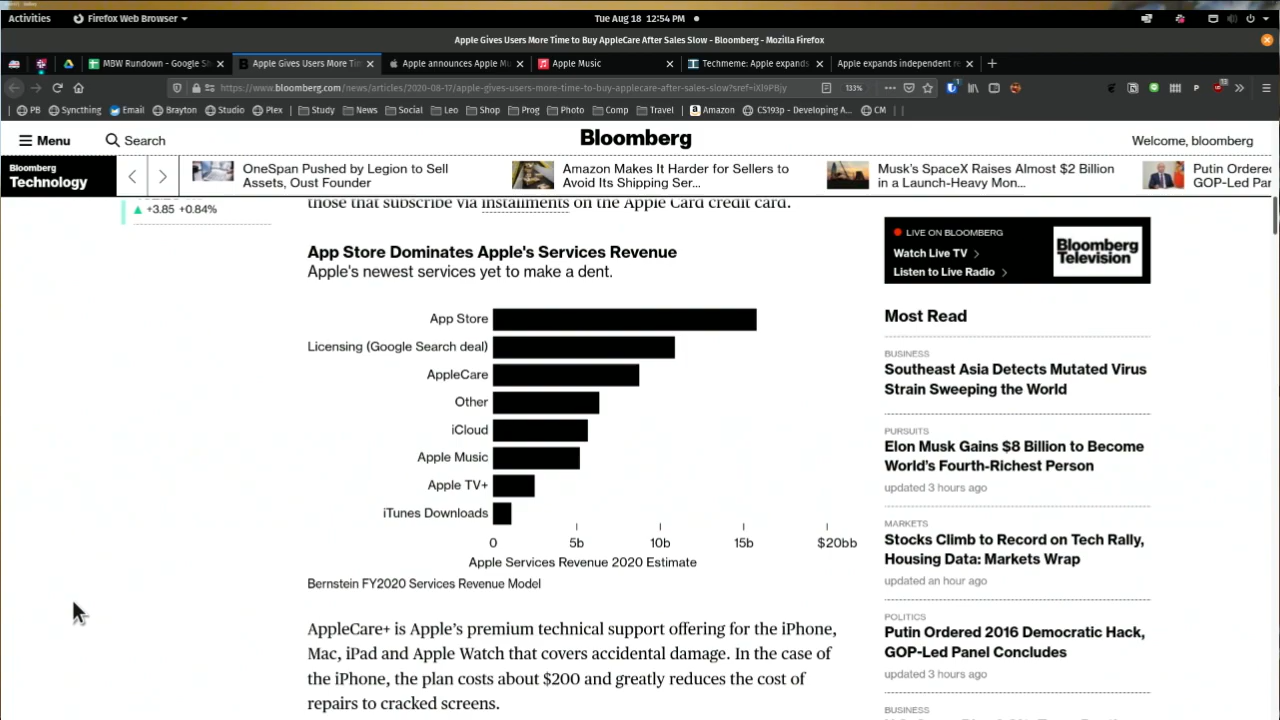 Activities
Firefox Web Browser
Tue Aug 18 12:54 PM
Apple Gives Users More Time to Buy AppleCare After Sales Slow - Bloomberg - Mozilla Firefox
MBW Rundown - Google S
Apple Gives Users More Tim
Apple announces Apple Mu
Apple Music
Techmeme: Apple expands
Apple expands independent re
https://www.bloomberg.com/news/articles/2020-08-17/apple-gives-users-more-time-to-buy-applecare-after-sales-slow?sref=
133%
PB
Syncthing
Email
Brayton
Studio
Plex
Study
News
Social
Leo
Shop
Prog
Photo
Comp
Travel
Amazon
CS193p - Developing A...
CM
Menu
Search
Bloomberg
Welcome, bloomberg
Bloomberg
Technology
OneSpan Pushed by Legion to Sell
Assets, Oust Founder
Amazon Makes It Harder for Sellers to
Avoid Its Shipping Ser...
Musk's SpaceX Raises Almost $2 Billion
in a Launch-Heavy Mon...
Putin Ordered
GOP-Led Par
+3.85 +0.84%
those that subscribe via installments on the Apple Card credit card.
App Store Dominates Apple's Services Revenue
Apple's newest services yet to make a dent.
App Store
Licensing (Google Search deal)
AppleCare
Other
iCloud
Apple Music
Apple TV+
iTunes Downloads
0 5b 10b 15b $20bb
Apple Services Revenue 2020 Estimate
Bernstein FY2020 Services Revenue Model
AppleCare+ is Apple's premium technical support offering for the iPhone,
Mac, iPad and Apple Watch that covers accidental damage. In the case of
the iPhone, the plan costs about $200 and greatly reduces the cost of
repairs to cracked screens.
LIVE ON BLOOMBERG
Watch Live TV
Listen to Live Radio
Bloomberg
Television
Most Read
BUSINESS
Southeast Asia Detects Mutated Virus
Strain Sweeping the World
PURSUITS
Elon Musk Gains $8 Billion to Become
World's Fourth-Richest Person
updated 3 hours ago
MARKETS
Stocks Climb to Record on Tech Rally,
Housing Data: Markets Wrap
updated an hour ago
POLITICS
Putin Ordered 2016 Democratic Hack,
GOP-Led Panel Concludes
updated 3 hours ago
BUSINESS